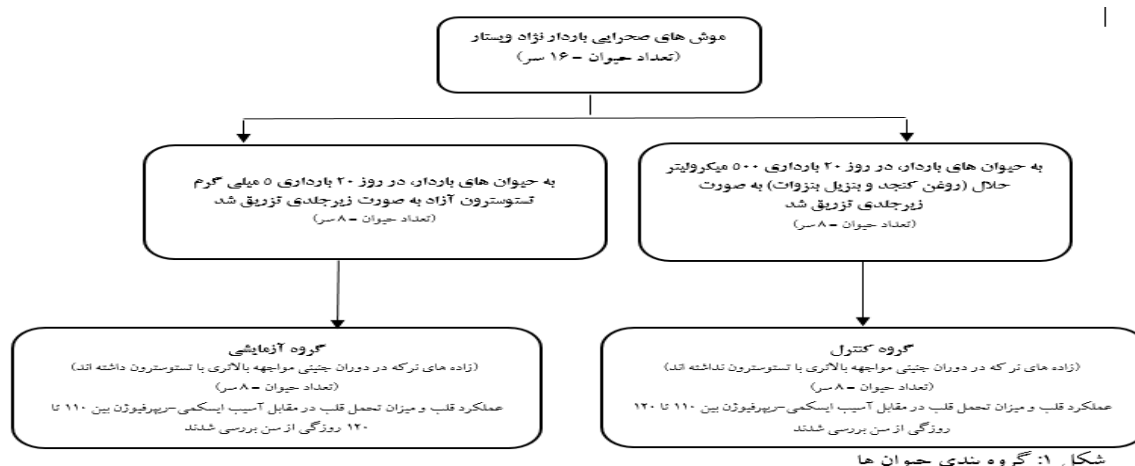 موش های صحرایی باردار نژاد ویستار
(تعداد حیوان = ۱۶ سر)
به حیوان های باردار، در روز ۲۰ بارداری ۵۰۰ میکرولیتر
حلال (روغن کنجد و بنزیل بنزوات) به صورت
زیرجلدی تزریق شد
(تعداد حیوان = ۸ سر)
به حیوان های باردار، در روز ۲۰ بارداری ۵ میلی گرم
تستوسترون آزاد به صورت زیرجلدی تزریق شد
(تعداد حیوان = ۸ سر)
گروه کنترل
(زاده های نر که در دوران جنینی مواجهه بالاتری با تستوسترون نداشته اند)
(تعداد حیوان = ۸ سر)
عملکرد قلب و میزان تحمل قلب در مقابل آسیب ایسکمی-ریپرفیوژن بین ۱۱۰ تا ۱۲۰
روزگی از سن بررسی شدند
گروه آزمایشی
(زاده های نرکه در دوران جنینی مواجهه بالاتری با تستوسترون داشته اند)
(تعداد حیوان = ۸ سر)
عملکرد قلب و میزان تحمل قلب در مقابل آسیب ایسکمی-ریپرفیوژن بین ۱۱۰ تا
۱۲۰ روزگی از سن بررسی شدند
شکل ۱: گروه بندی حیوان ها